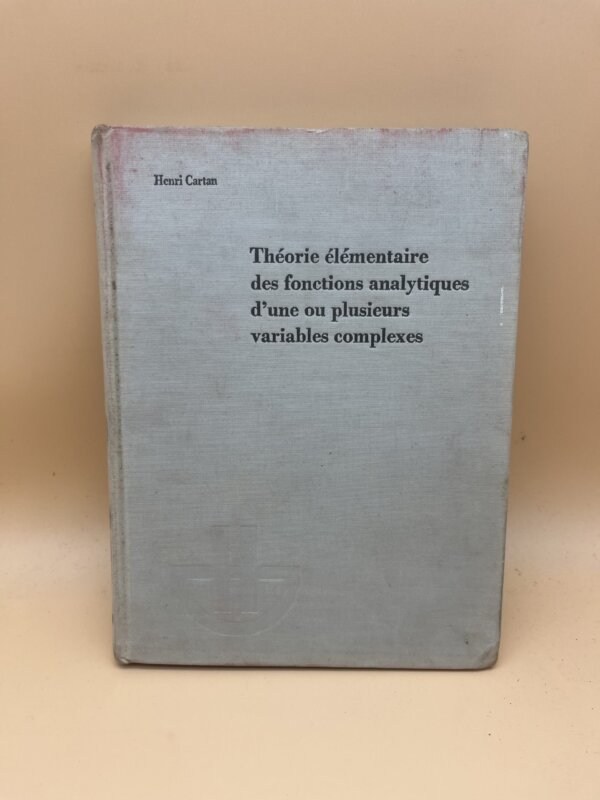 Henri Cartan
Théorie élémentaire
des fonctions analytiques
d'une ou plusieurs
variables complexes